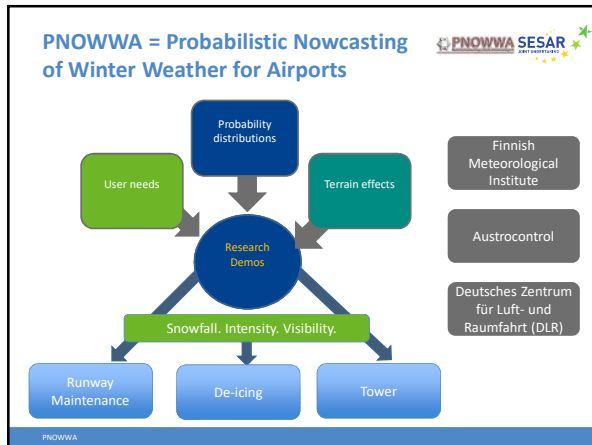 PNOWWA = Probabilistic Nowcasting
of Winter Weather for Airports
PNOWWA SESAR
JOINT UNDERTAKING
Probability
distributions
User needs
Terrain effects
Research
Demos
Snowfall. Intensity. Visibility.
Runway
Maintenance
De-icing
Tower
Finnish
Meteorological
Institute
Austrocontrol
Deutsches Zentrum
für Luft- und
Raumfahrt (DLR)
PNOWWA